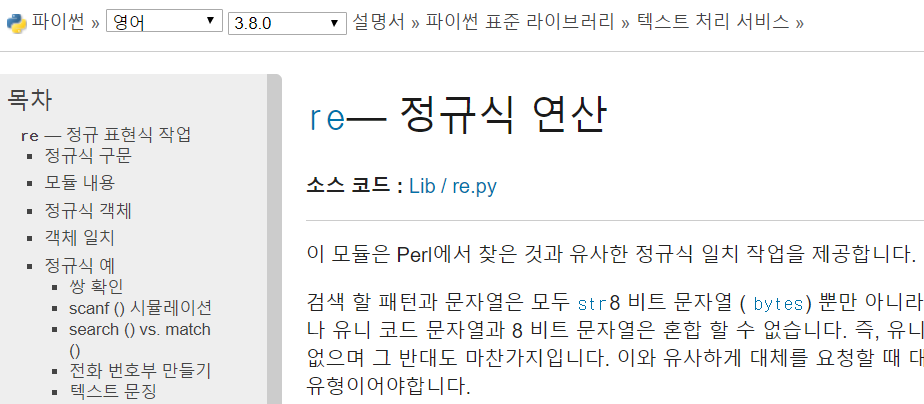 파이썬 » 영어 3.8.0 설명서 » 파이썬 표준 라이브러리 » 텍스트 처리 서비스 »
목차
re — 정규 표현식 작업
정규식 구문
모듈 내용
정규식 객체
객체 일치
정규식 예
쌍 확인
scanf () 시뮬레이션
search () vs. match
()
전화 번호부 만들기
텍스트 문징
re— 정규식 연산
소스 코드 : Lib / re.py
이 모듈은 Perl에서 찾은 것과 유사한 정규식 일치 작업을 제공합니다.
검색 할 패턴과 문자열은 모두 str8 비트 문자열 ( bytes) 뿐만 아니라
나 유니 코드 문자열과 8 비트 문자열은 혼합 할 수 없습니다. 즉, 유니
없으며 그 반대도 마찬가지입니다. 이와 유사하게 대체를 요청할 때 대
유형이어야합니다.